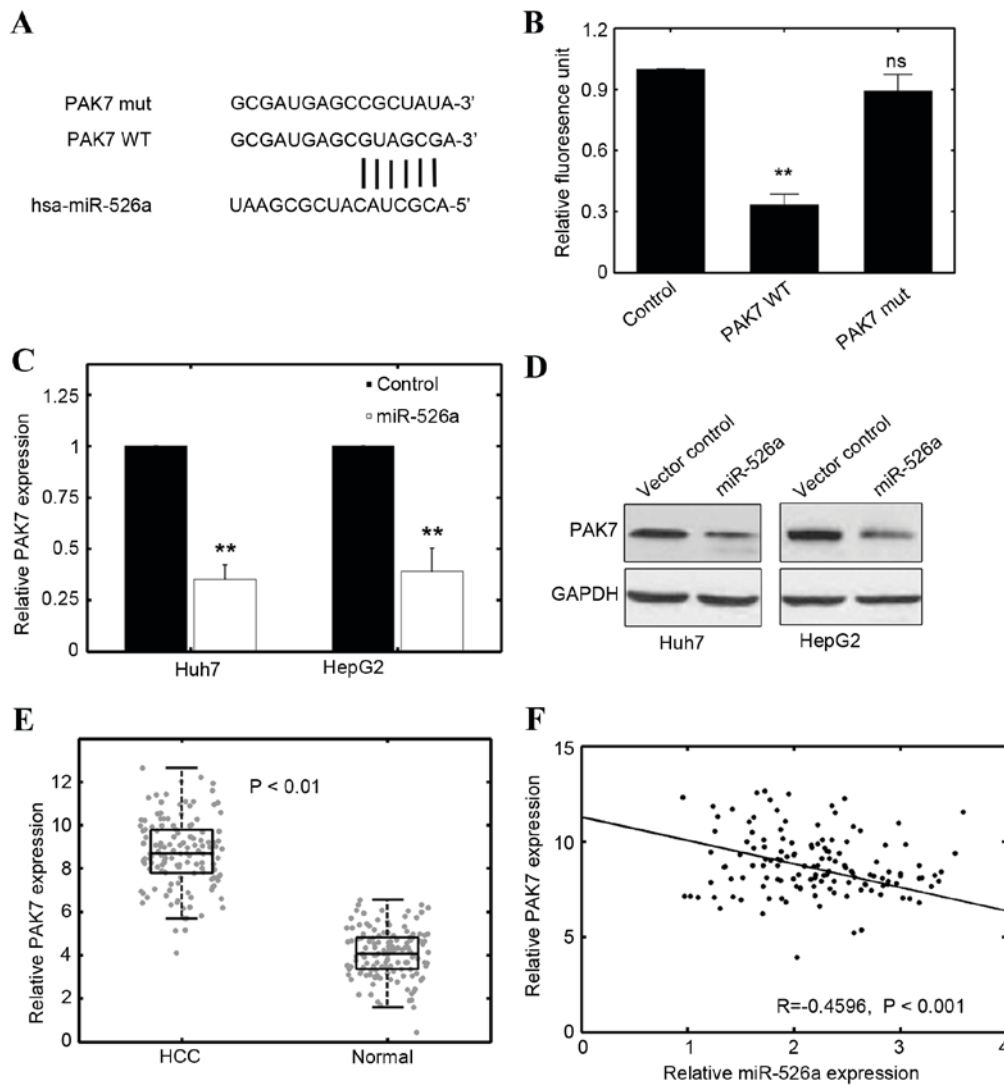 A
PAK7 mut GCGAUGAGCCGCUAUA-3’
PAK7 WT GCGAUGAGCGUAGCGA-3’
hsa-miR-526a UAAGCGCUACAUCGCA-5’
B
Relative fluoresence unit
1.2
0.9
0.6
0.3
0
**
ns
Control
PAK7 WT
PAK7 mut
C
Relative PAK7 expression
1.25
1
0.75
0.5
0.25
0
Control
miR-526a
**
**
Huh7
HepG2
D
Vector control
miR-526a
Vector control
miR-526a
PAK7
GAPDH
Huh7
HepG2
E
Relative PAK7 expression
12
10
8
6
4
2
0
P < 0.01
HCC
Normal
F
Relative PAK7 expression
15
10
5
0
R=-0.4596, P < 0.001
0 1 2 3 4
Relative miR-526a expression